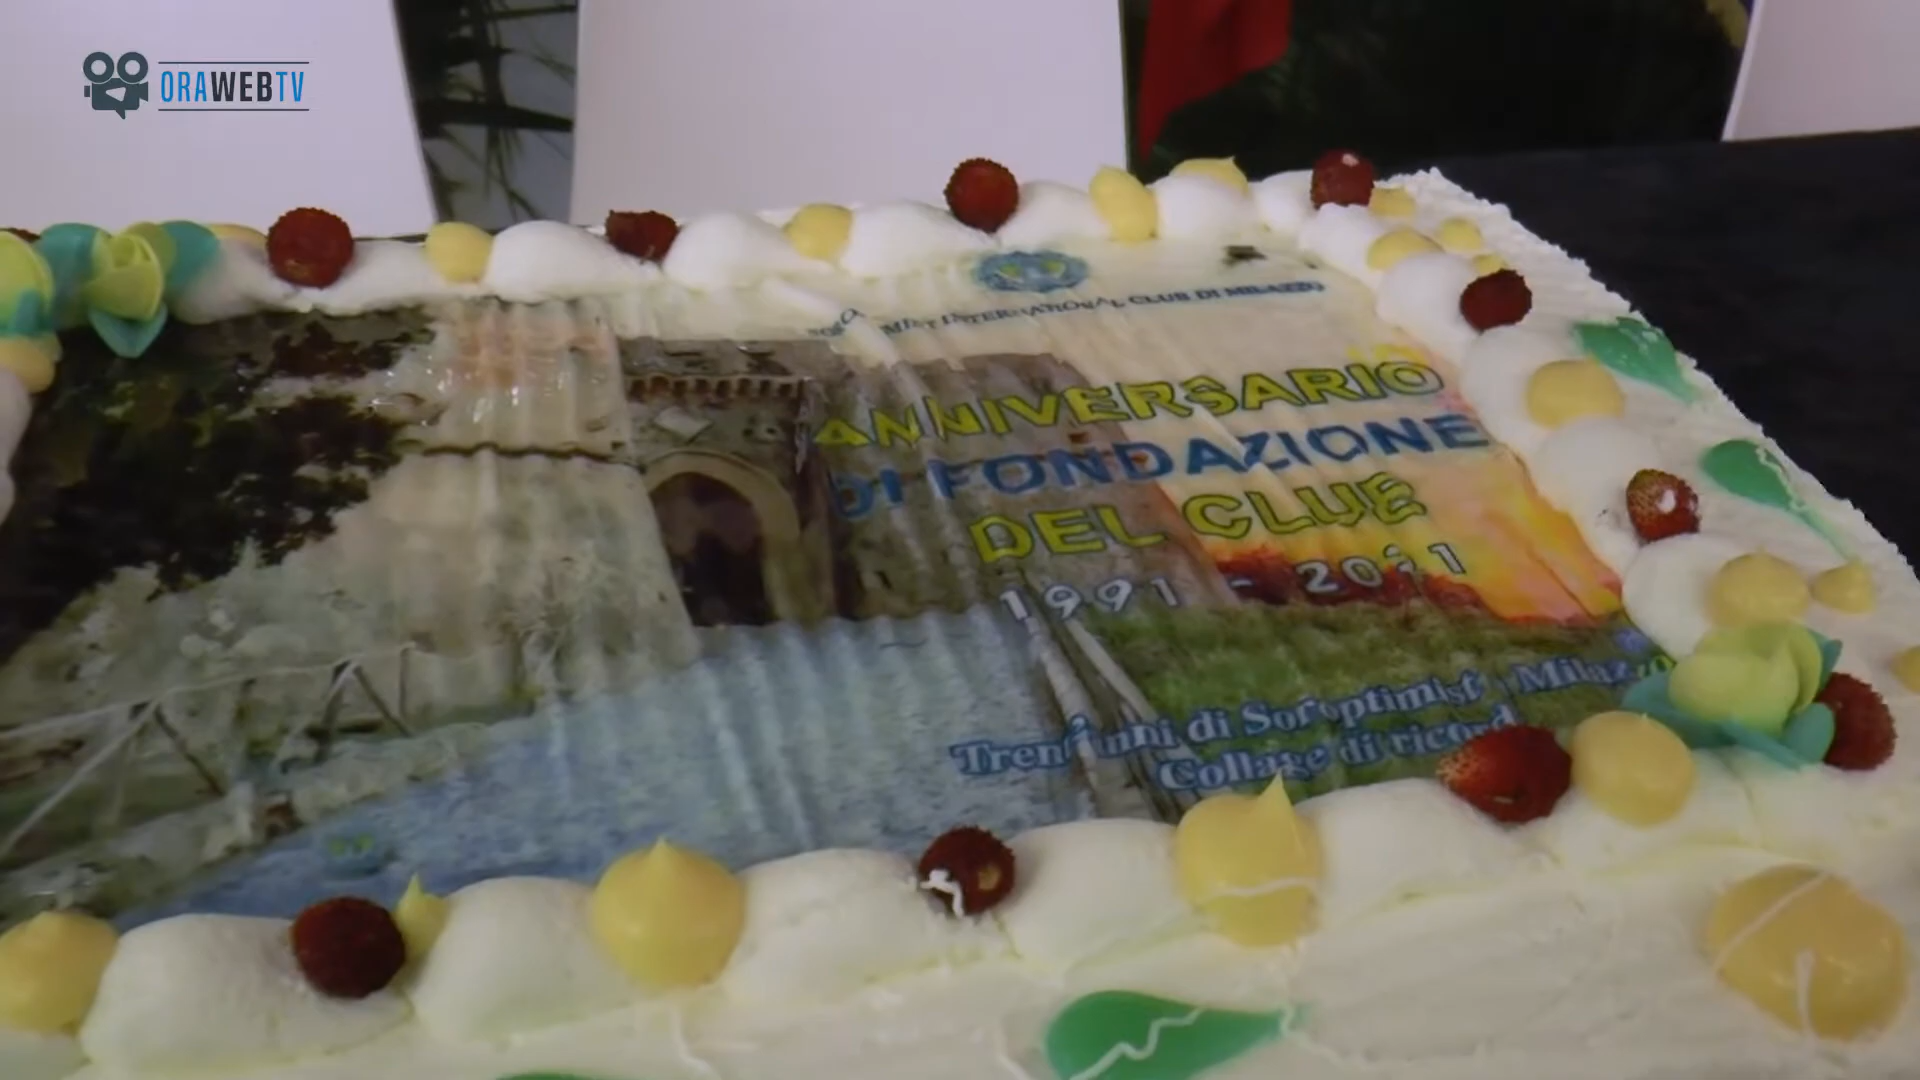 ORAWEBTV
SOROPTIMIST INTERNATIONAL CLUB DI MILAZZO
ANNIVERSARIO
DI FONDAZIONE
DEL CLUB
1991 - 2021
Trent'anni di Soroptimist a Milazzo
Collage di ricordi